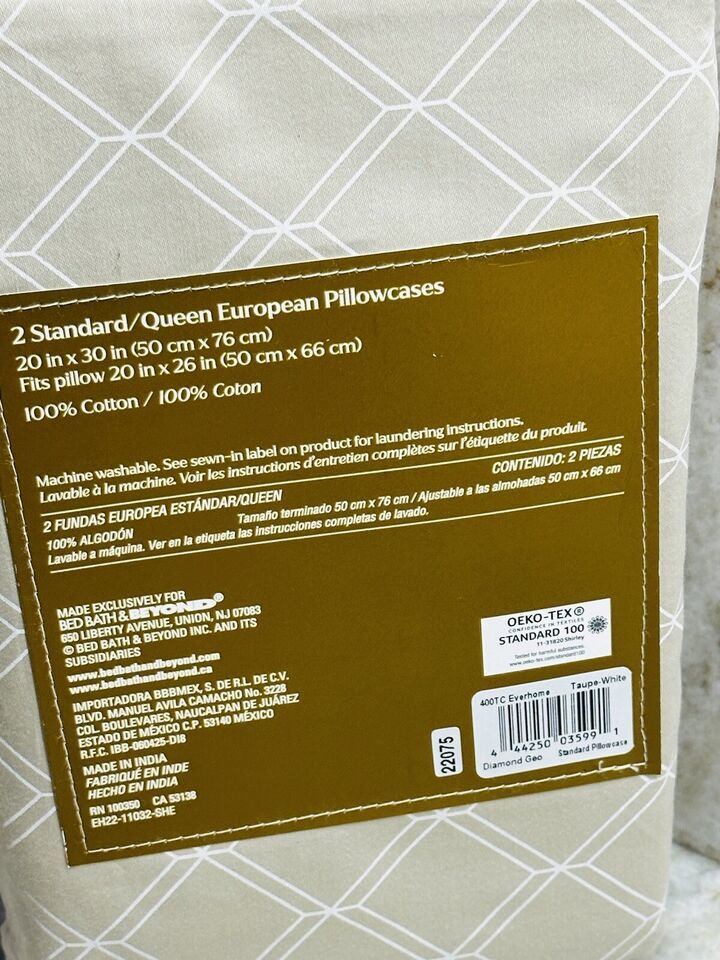 2 Standard/Queen European Pillowcases
20 in x 30 in (50 cm x 76 cm)
Fits pillow 20 in x 26 in (50 cm x 66 cm)
100% Cotton / 100% Coton
Machine washable. See sewn-in label on product for laundering instructions.
Lavable à la machine. Voir les instructions d'entretien complètes sur l'étiquette du produit.
2 FUNDAS EUROPEA ESTÁNDAR/QUEEN
CONTENIDO: 2 PIEZAS
100% ALGODÓN
Tamaño terminado 50 cm x 76 cm / Ajustable a las almohadas 50 cm x 66 cm
Lavable a máquina. Ver en la etiqueta las instrucciones completas de lavado.
MADE EXCLUSIVELY FOR
BED BATH & BEYOND®
650 LIBERTY AVENUE, UNION, NJ 07083
© BED BATH & BEYOND INC. AND ITS
SUBSIDIARIES
www.bedbathandbeyond.com
www.bedbathandbeyond.ca
IMPORTADORA BBBMEX, S. DE R.L. DE C.V.
BLVD. MANUEL AVILA CAMACHO No. 3228
COL. BOULEVARES, NAUCALPAN DE JUÁREZ
ESTADO DE MÉXICO C.P. 53140 MÉXICO
R.F.C. IBB-060425-DI8
MADE IN INDIA
FABRIQUÉ EN INDE
HECHO EN INDIA
RN 100350 CA 53138
EH22-11032-SHE
OEKO-TEX®
CONFIDENCE IN TEXTILES
STANDARD 100
11-31820 Shirley
Tested for harmful substances.
www.oeko-tex.com/standard100
22075
400TC Everhome Taupe-White
4 44250 03599 1
Diamond Geo Standard Pillowcase